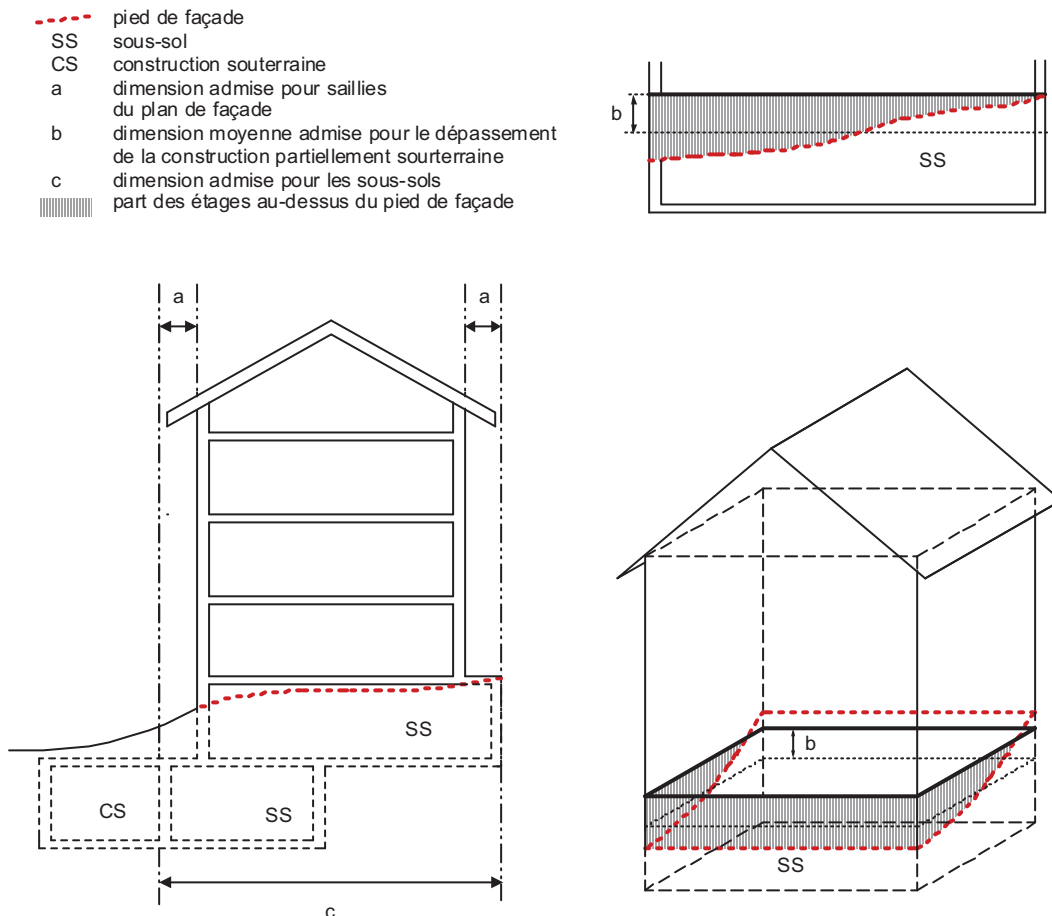 pied de façade
SS sous-sol
CS construction souterraine
a dimension admise pour saillies
du plan de façade
b dimension moyenne admise pour le dépassement
de la construction partiellement sourterraine
c dimension admise pour les sous-sols
part des étages au-dessus du pied de façade
b
SS
a a
SS
CS SS
c
b
SS